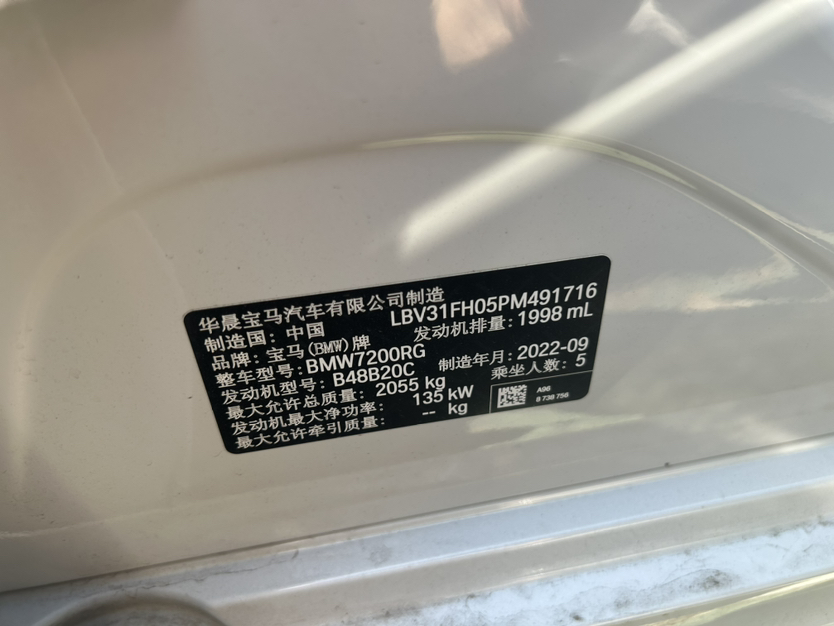 华晨宝马汽车有限公司制造
制造国：中国 LBV31FH05PM491716
品牌：宝马(BMW)牌 发动机排量：1998 mL
整车型号：BMW7200RG
发动机型号：B48B20C 制造年月：2022-09
最大允许总质量：2055 kg 乘坐人数：5
发动机最大净功率：135 kW
最大允许牵引质量：-- kg
A96
8 738 756